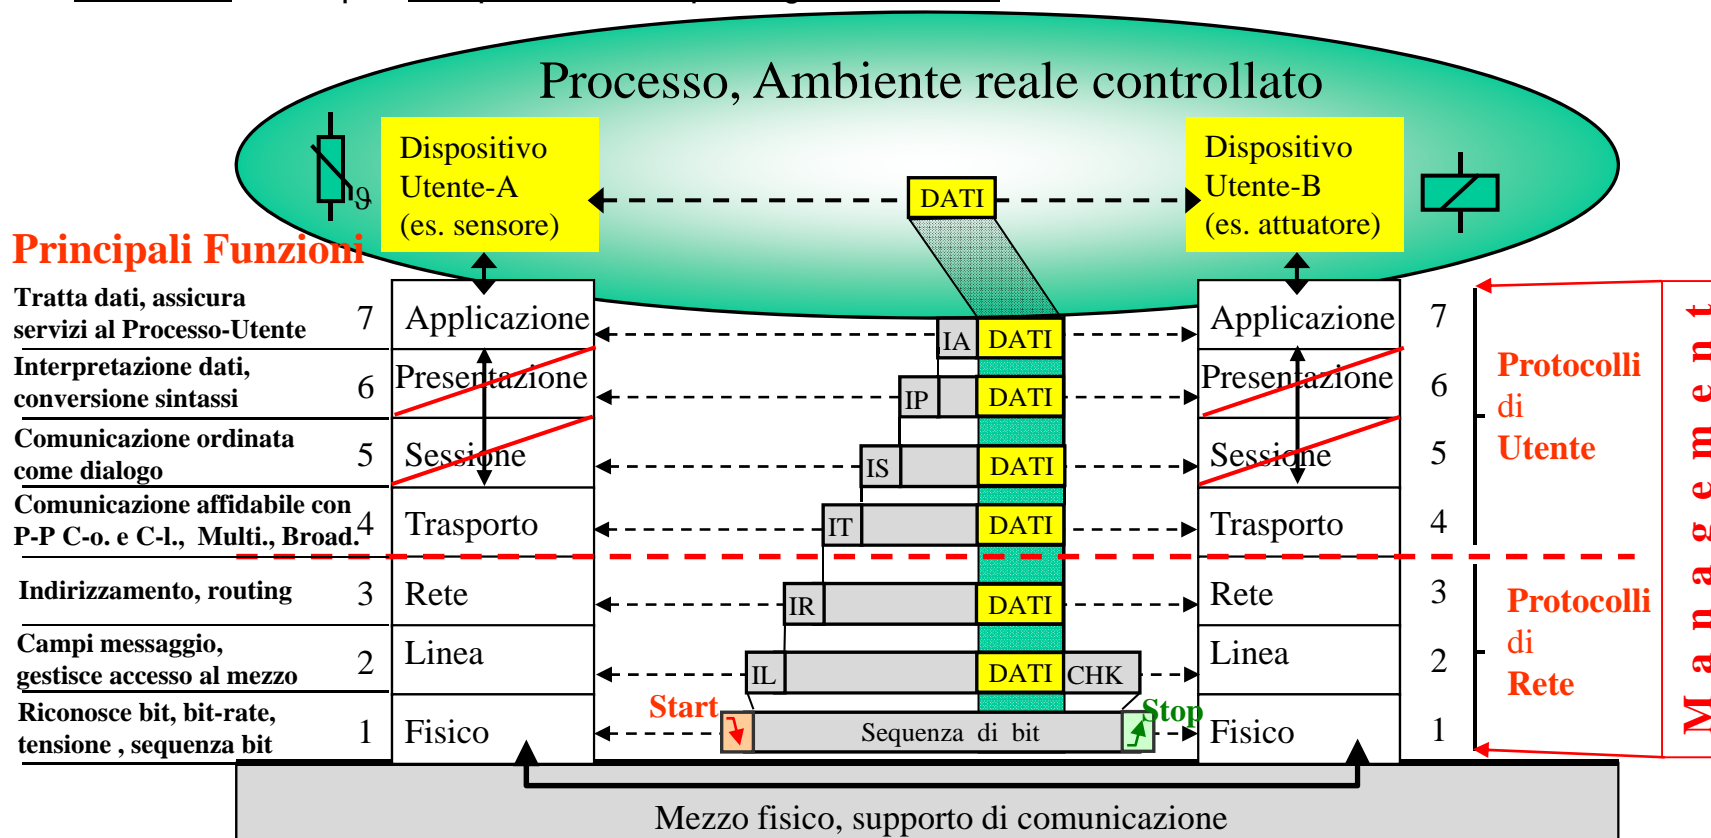 Processo, Ambiente reale controllato
Dispositivo
Utente-A
(es. sensore)
ϑ
DATI
Dispositivo
Utente-B
(es. attuatore)
Principali Funzioni
Tratta dati, assicura
servizi al Processo-Utente
7
Applicazione
IA
DATI
Applicazione
7
Interpretazione dati,
conversione sintassi
6
Presentazione
IP
DATI
Presentazione
6
Comunicazione ordinata
come dialogo
5
Sessione
IS
DATI
Sessione
5
Comunicazione affidabile con
P-P C-o. e C-l., Multi., Broad.
4
Trasporto
IT
DATI
Trasporto
4
Protocolli
di
Utente
Indirizzamento, routing
3
Rete
IR
DATI
Rete
3
Campi messaggio,
gestisce accesso al mezzo
2
Linea
IL
DATI
CHK
Linea
2
Riconosce bit, bit-rate,
tensione , sequenza bit
1
Fisico
Start
Sequenza di bit
Stop
Fisico
1
Protocolli
di
Rete
Management
Mezzo fisico, supporto di comunicazione